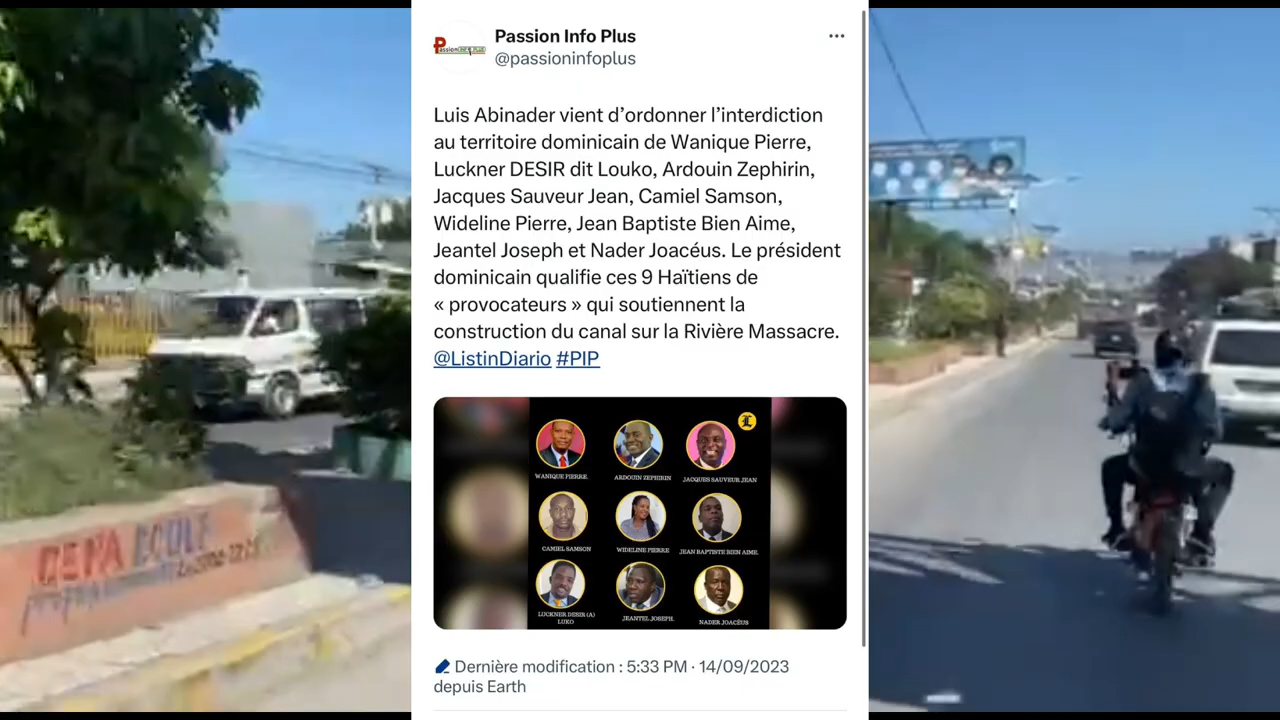 Passion Info Plus
@passioninfoplus
Luis Abinader vient d’ordonner l’interdiction
au territoire dominicain de Wanique Pierre,
Luckner DESIR dit Louko, Ardouin Zephirin,
Jacques Sauveur Jean, Camiel Samson,
Wideline Pierre, Jean Baptiste Bien Aime,
Jeantel Joseph et Nader Joacéus. Le président
dominicain qualifie ces 9 Haïtiens de
« provocateurs » qui soutiennent la
construction du canal sur la Rivière Massacre.
@ListinDiario #PIP
L
WANIQUE PIERRE.
ARDOUIN ZEPHIRIN
JACQUES SAUVEUR JEAN
CAMIEL SAMSON
WIDELINE PIERRE
JEAN BAPTISTE BIEN AIME.
LUCKNER DESIR (A)
LUKO
JEANTEL JOSEPH.
NADER JOACÉUS
Dernière modification : 5:33 PM · 14/09/2023
depuis Earth
ECOLE